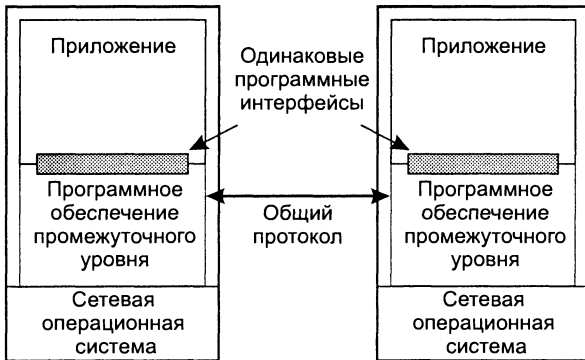 Приложение
Одинаковые
программные
интерфейсы
Приложение
Программное
обеспечение
промежуточного
уровня
Общий
протокол
Программное
обеспечение
промежуточного
уровня
Сетевая
операционная
система
Сетевая
операционная
система